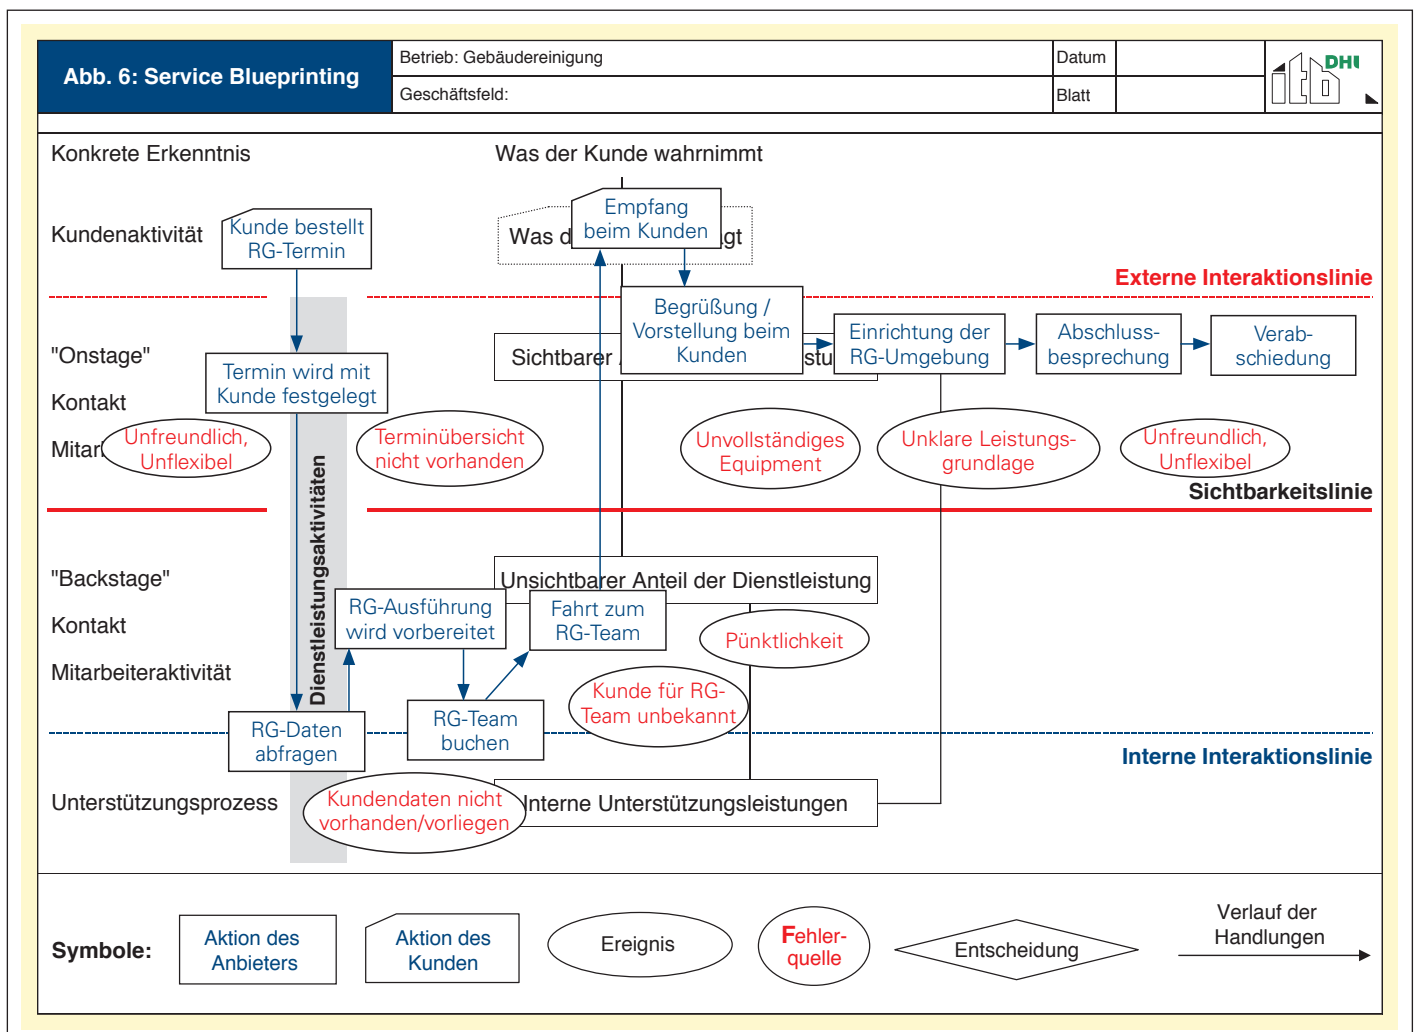 Abb. 6: Service Blueprinting
Betrieb: Gebäudereinigung
Datum
Geschäftsfeld:
Blatt
itb DHI
Konkrete Erkenntnis
Was der Kunde wahrnimmt
Kundenaktivität
Kunde bestellt
RG-Termin
Empfang
beim Kunden
Was d
gt
Externe Interaktionslinie
Begrüßung /
Vorstellung beim
Kunden
Einrichtung der
RG-Umgebung
Abschluss-
besprechung
Verab-
schiedung
"Onstage"
Sichtbarer
stu
Termin wird mit
Kunde festgelegt
Kontakt
Mitar
Unfreundlich,
Unflexibel
Terminübersicht
nicht vorhanden
Unvollständiges
Equipment
Unklare Leistungs-
grundlage
Unfreundlich,
Unflexibel
Sichtbarkeitslinie
Dienstleistungsaktivitäten
"Backstage"
Unsichtbarer Anteil der Dienstleistung
RG-Ausführung
wird vorbereitet
Fahrt zum
RG-Team
Kontakt
Pünktlichkeit
Mitarbeiteraktivität
Kunde für RG-
Team unbekannt
RG-Daten
abfragen
RG-Team
buchen
Interne Interaktionslinie
Unterstützungsprozess
Kundendaten nicht
vorhanden/vorliegen
Interne Unterstützungsleistungen
Symbole:
Aktion des
Anbieters
Aktion des
Kunden
Ereignis
Fehler-
quelle
Entscheidung
Verlauf der
Handlungen